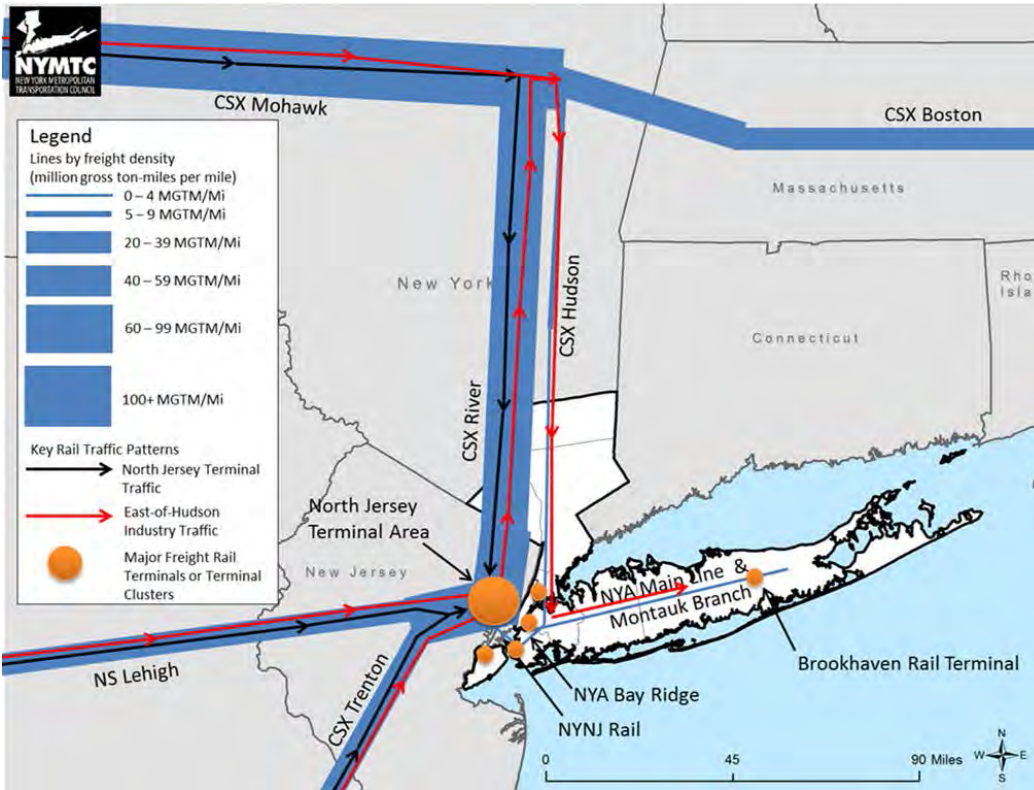 NYMTC
NEW YORK METROPOLITAN
TRANSPORTATION COUNCIL
CSX Mohawk
CSX Boston
Legend
Lines by freight density
(million gross ton-miles per mile)
0 – 4 MGTM/Mi
5 – 9 MGTM/Mi
20 – 39 MGTM/Mi
40 – 59 MGTM/Mi
60 – 99 MGTM/Mi
100+ MGTM/Mi
Key Rail Traffic Patterns
North Jersey Terminal
Traffic
East-of-Hudson
Industry Traffic
Major Freight Rail
Terminals or Terminal
Clusters
Massachusetts
New York
CSX Hudson
Rho
Isla
Connecticut
CSX River
North Jersey
Terminal Area
New Jersey
NYA Main Line &
Montauk Branch
NS Lehigh
CSX Trenton
Brookhaven Rail Terminal
NYA Bay Ridge
NYNJ Rail
N
W E
S
0 45 90 Miles